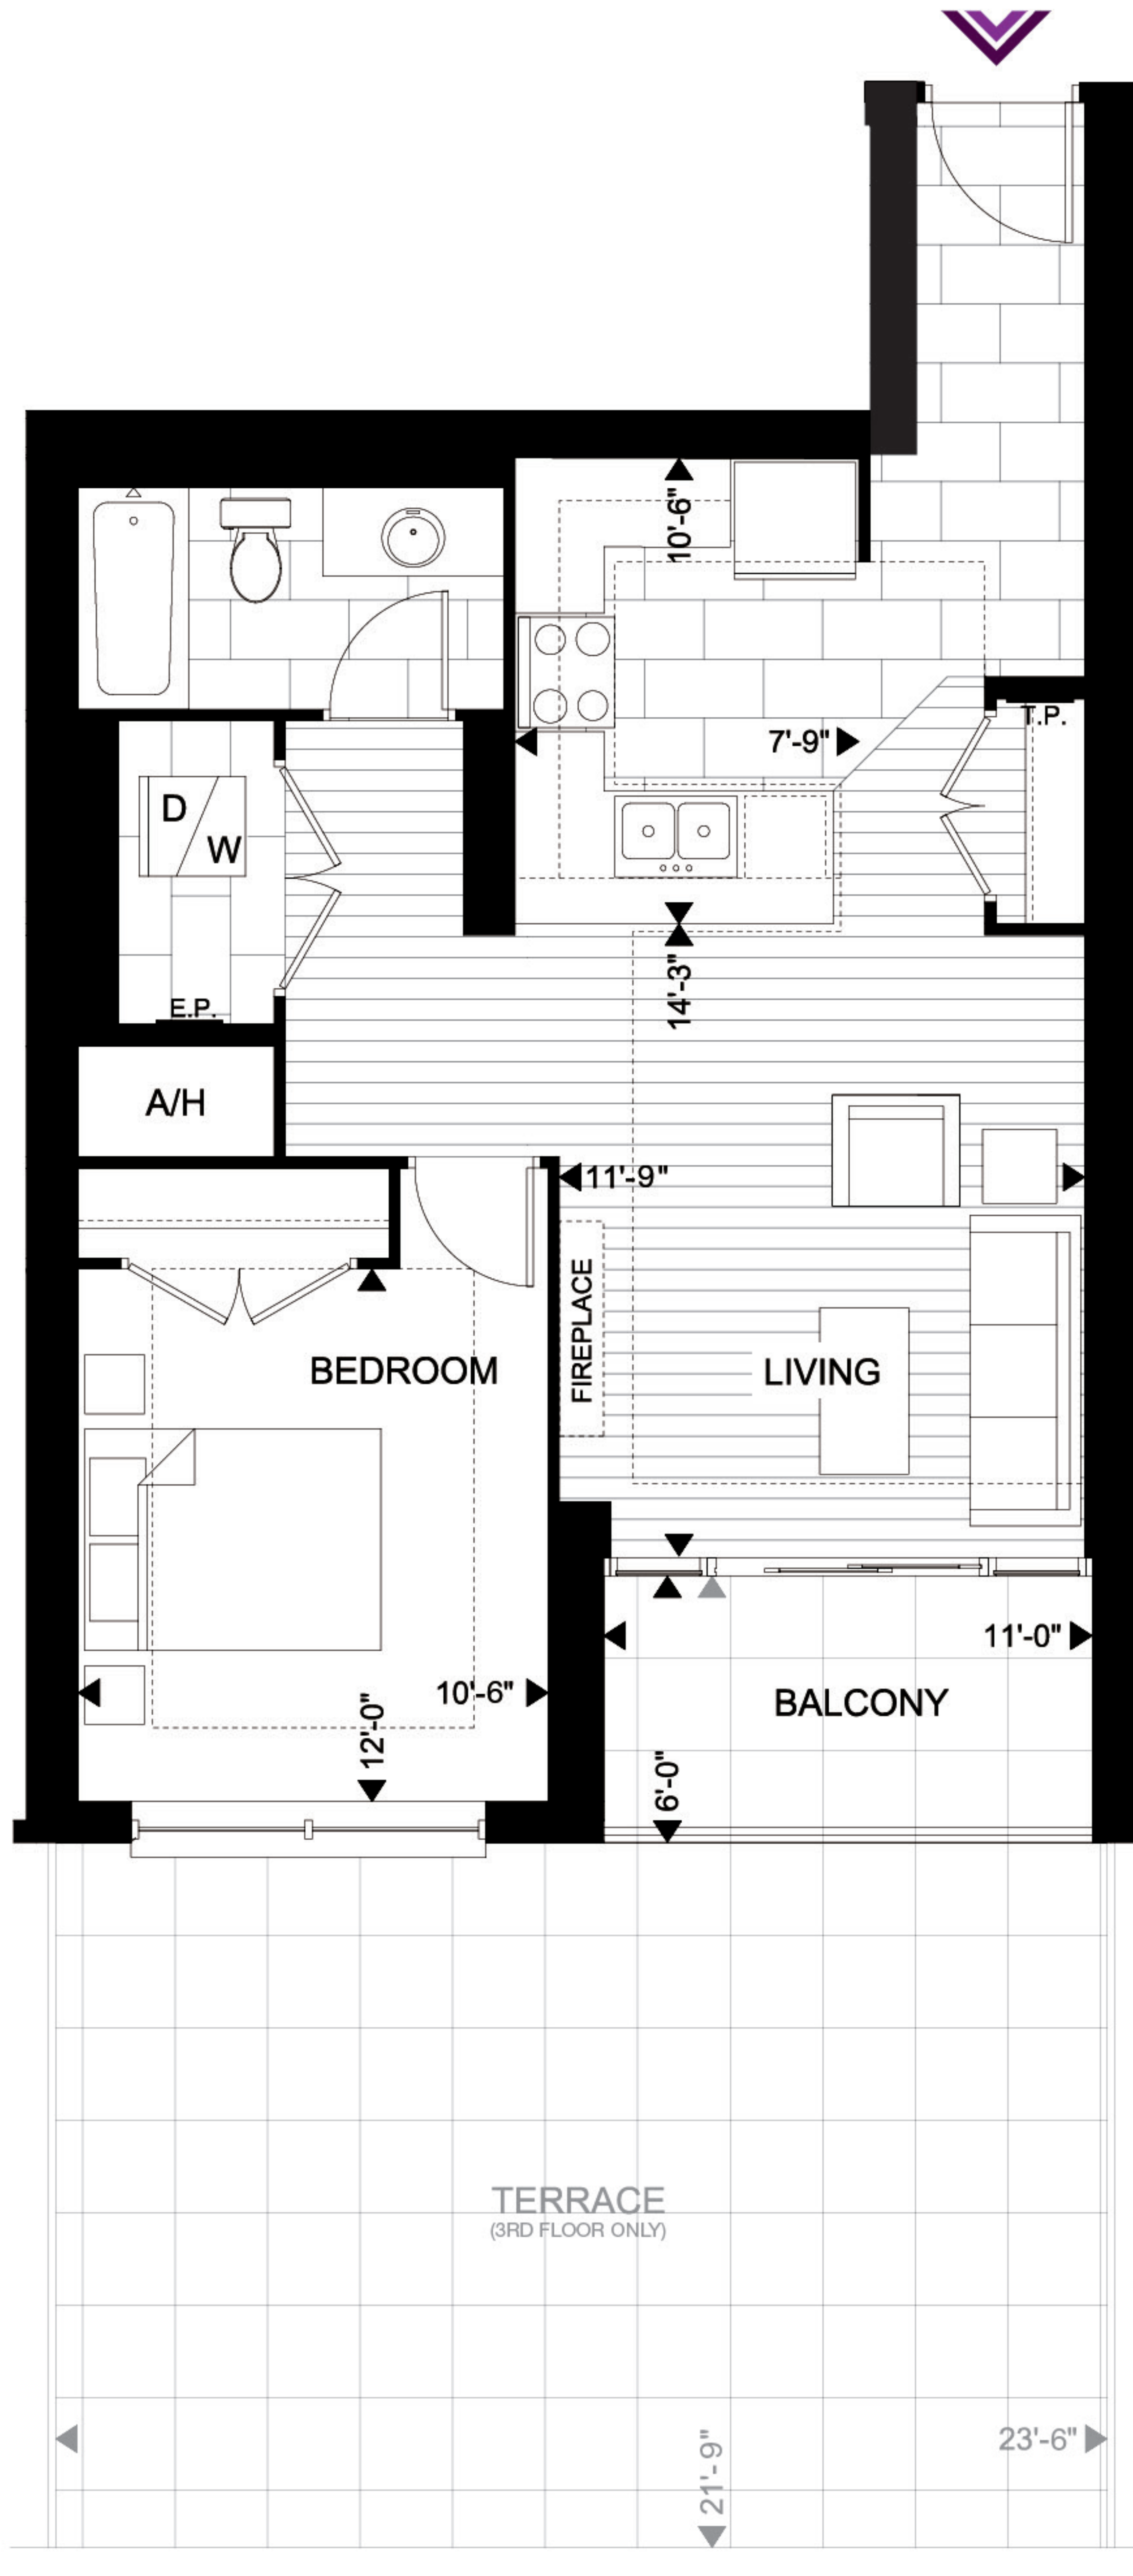 10'-6"
7'-9"
T.P.
D
W
14'-3"
E.P.
A/H
11'-9"
FIREPLACE
BEDROOM
LIVING
11'-0"
10'-6"
BALCONY
12'-0"
6'-0"
TERRACE
(3RD FLOOR ONLY)
23'-6"
21'-9"